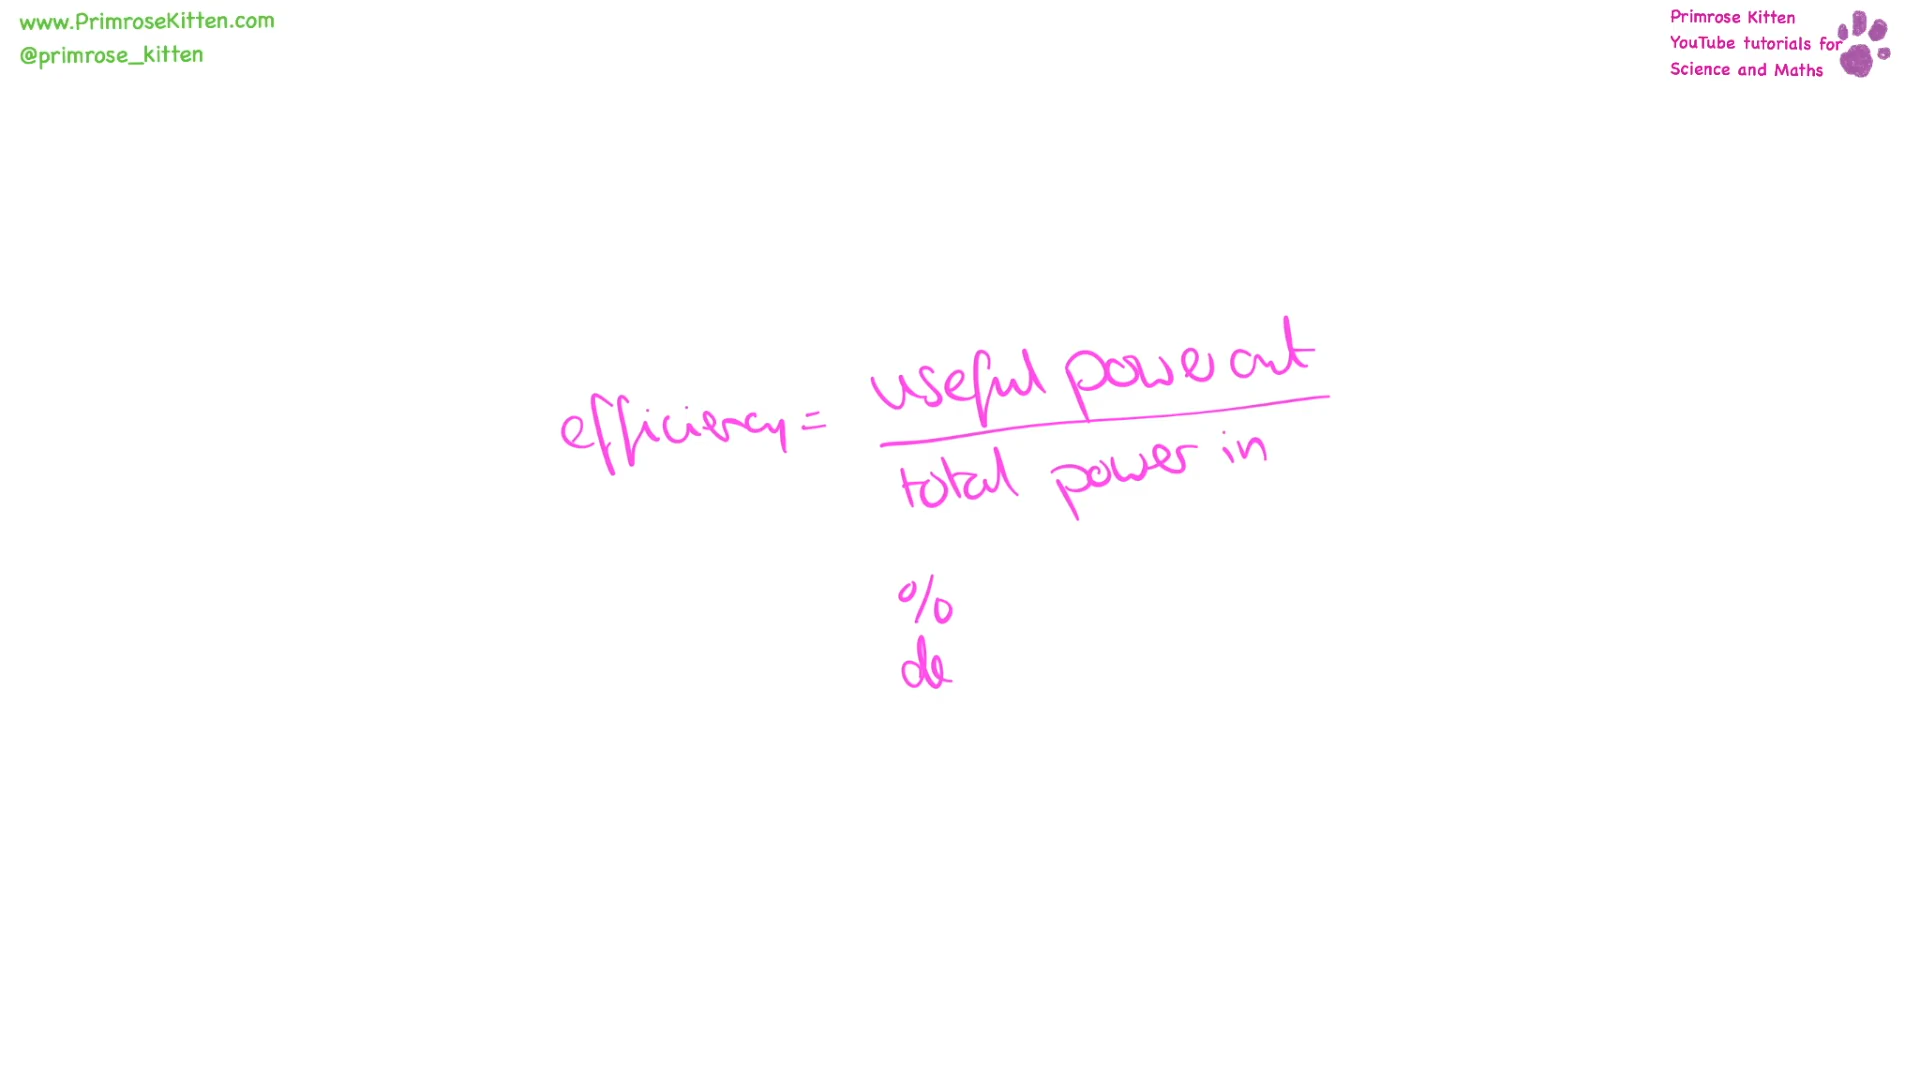 www.PrimroseKitten.com
@primrose_kitten
Primrose Kitten
YouTube tutorials for
Science and Maths
efficiency = useful power out
total power in
%
de